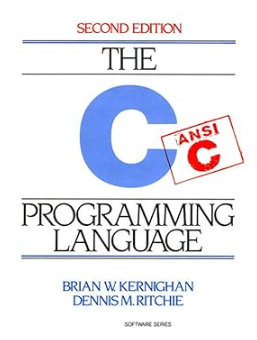 SECOND EDITION
THE
C
ANSI
C
PROGRAMMING
LANGUAGE
BRIAN W. KERNIGHAN
DENNIS M. RITCHIE
SOFTWARE SERIES